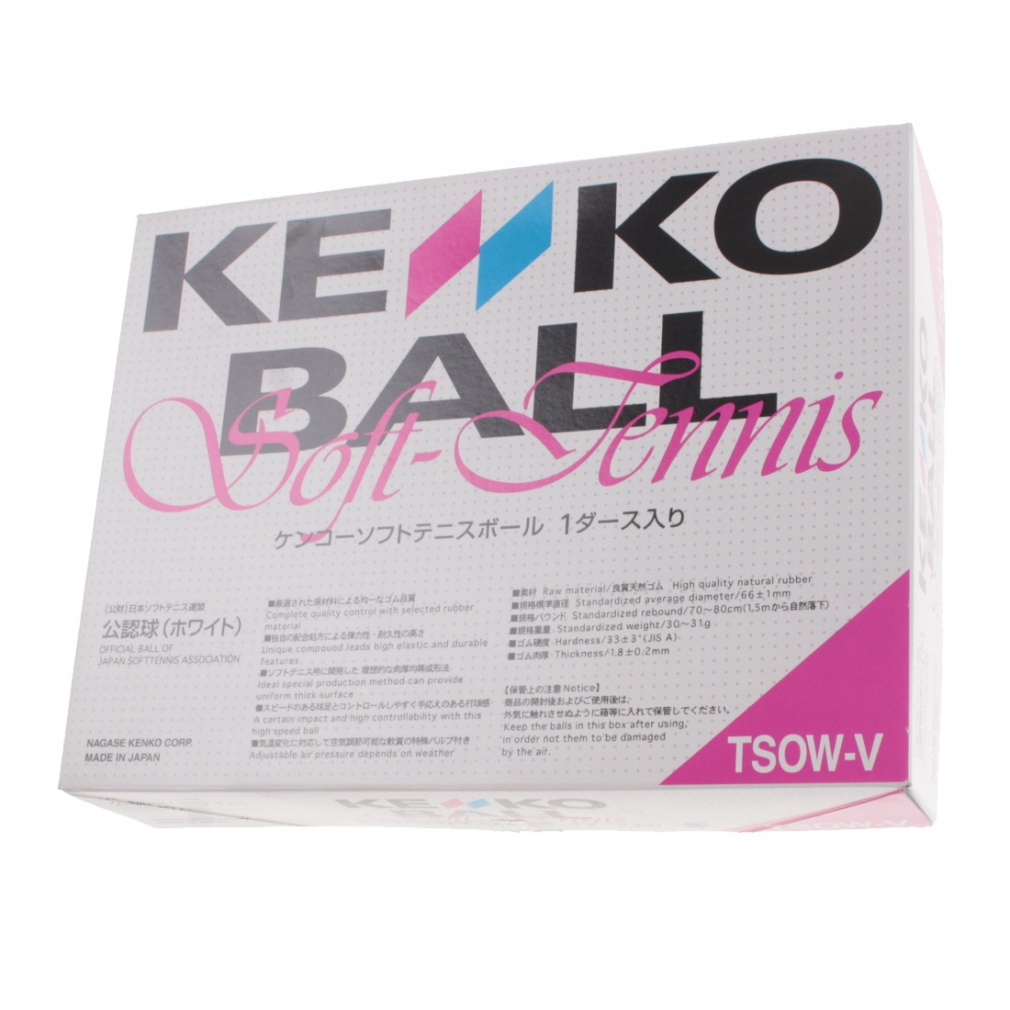 KENKO
BALL
Soft-Tennis
ケンコーソフトテニスボール 1ダース入り
(公財)日本ソフトテニス連盟
公認球(ホワイト)
OFFICIAL BALL OF
JAPAN SOFTTENNIS ASSOCIATION
NAGASE KENKO CORP.
MADE IN JAPAN
■厳選された原材料による均一なゴム品質
Complete quality control with selected rubber
material
■独自の配合処方による弾力性・耐久性の高さ
Unique compound leads high elastic and durable
features.
■ソフトテニス用に開発した 理想的な肉厚均等成形法
Ideal special production method can provide
uniform thick surface
■スピードのある球足とコントロールしやすく手応えのある打球感
A certain impact and high controllability with this
high speed ball
■気温変化に対応して空気調節可能な軟質の特殊バルブ付き
Adjustable air pressure depends on weather
■素材 Raw material/良質天然ゴム High quality natural rubber
■規格標準直径 Standardized average diameter/66±1mm
■規格バウンド Standardized rebound/70~80cm(1.5mから自然落下)
■規格重量 Standardized weight/30~31g
■ゴム硬度・Hardness/33±3°(JIS A)
■ゴム肉厚・Thickness/1.8±0.2mm
【保管上の注意 Notice】
商品の開封後およびご使用後は、
外気に触れさせぬように箱等に入れて保管してください。
Keep the balls in this box after using,
in order not them to be damaged
by the air.
TSOW-V
KENKO
KENKO
BALL
TSOW-V